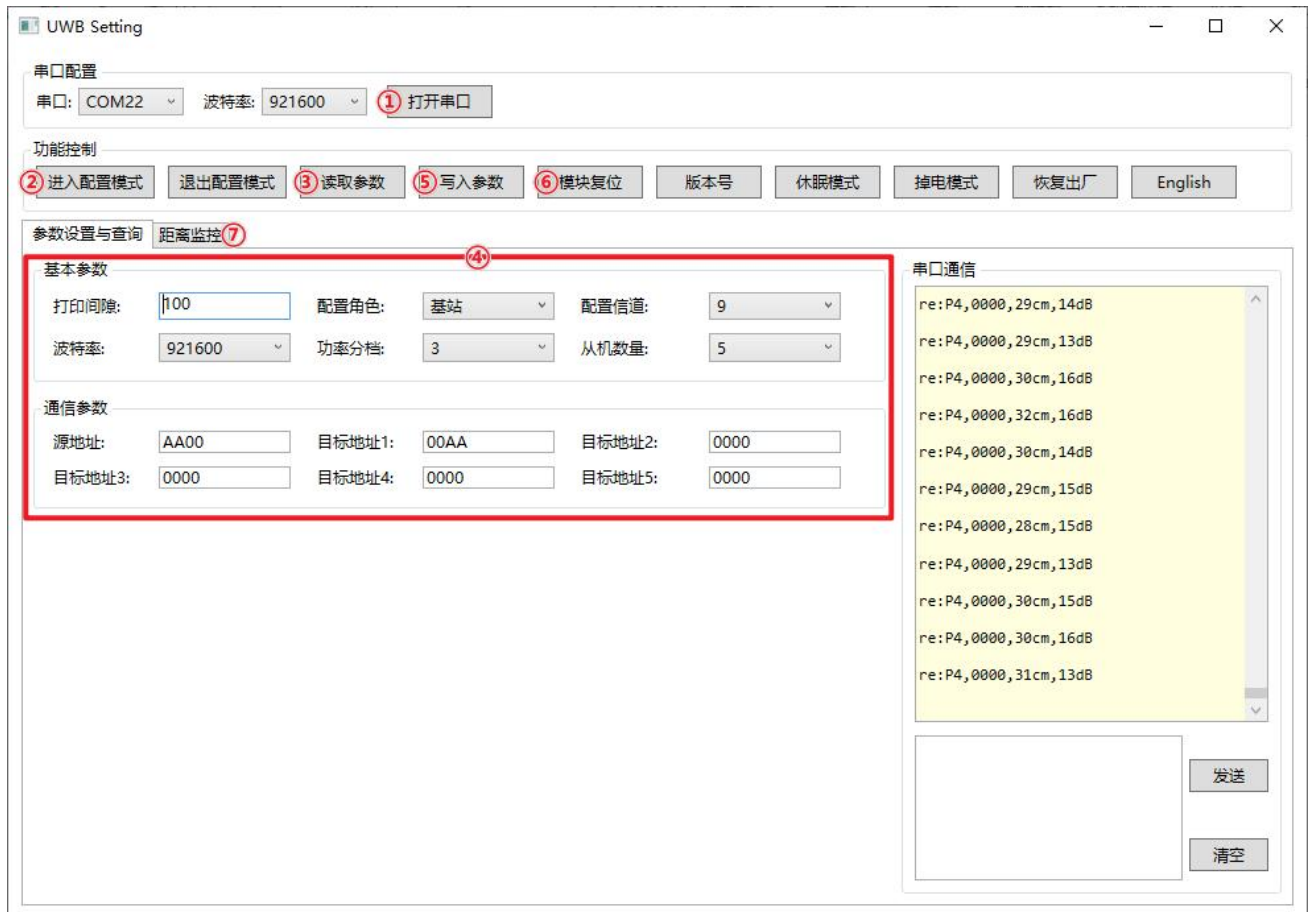 UWB Setting
串口配置
串口: COM22 波特率: 921600 ① 打开串口
功能控制
② 进入配置模式 退出配置模式 ③ 读取参数 ⑤ 写入参数 ⑥ 模块复位 版本号 休眠模式 掉电模式 恢复出厂 English
参数设置与查询 距离监控 ⑦
④
基本参数
打印间隙: 100 配置角色: 基站 配置信道: 9
波特率: 921600 功率分档: 3 从机数量: 5
通信参数
源地址: AA00 目标地址1: 00AA 目标地址2: 0000
目标地址3: 0000 目标地址4: 0000 目标地址5: 0000
串口通信
re:P4,0000,29cm,14dB
re:P4,0000,29cm,13dB
re:P4,0000,30cm,16dB
re:P4,0000,32cm,16dB
re:P4,0000,30cm,14dB
re:P4,0000,29cm,15dB
re:P4,0000,28cm,15dB
re:P4,0000,29cm,13dB
re:P4,0000,30cm,15dB
re:P4,0000,30cm,16dB
re:P4,0000,31cm,13dB
发送
清空